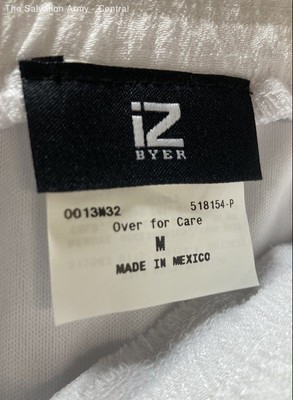 The Salvation Army - Central
iZ
BYER
0013M32 518154-P
Over for Care
M
MADE IN MEXICO